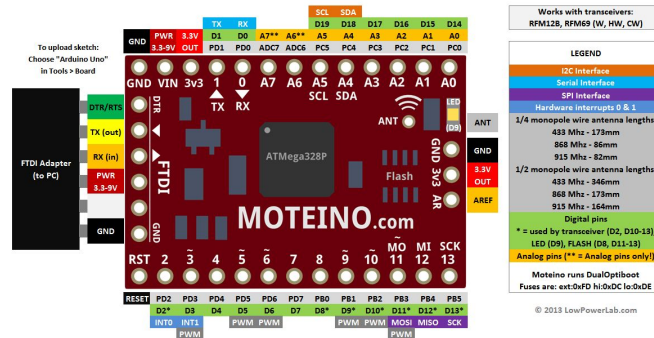 SCL SDA
TX RX D19 D18 D17 D16 D15 D14
GND PWR 3.3V D1 D0 A7** A6** A5 A4 A3 A2 A1 A0
3.3-9V OUT PD1 PD0 ADC7 ADC6 PC5 PC4 PC3 PC2 PC1 PC0
To upload sketch:
Choose "Arduino Uno"
in Tools > Board
GND VIN 3v3 1 0 A7 A6 A5 A4 A3 A2 A1 A0
TX RX SCL SDA
FTDI Adapter
(to PC)
DTR/RTS
TX (out)
RX (in)
PWR
3.3-9V
GND
DTR
FTDI
GND
ATMega328P
Flash
ANT
LED
(D9)
GND
3V3
AR
ANT
GND
3.3V
OUT
AREF
MOTEINO.com
~ ~ ~ ~ ~ ~
MO MI SCK
RST 2 3 4 5 6 7 8 9 10 11 12 13
RESET PD2 PD3 PD4 PD5 PD6 PD7 PB0 PB1 PB2 PB3 PB4 PB5
D2* D3 D4 D5 D6 D7 D8* D9* D10* D11* D12* D13*
INT0 INT1 PWM PWM PWM PWM MOSI MISO SCK
PWM PWM
Works with transceivers:
RFM12B, RFM69 (W, HW, CW)
LEGEND
I2C Interface
Serial Interface
SPI Interface
Hardware interrupts 0 & 1
1/4 monopole wire antenna lengths:
433 Mhz - 173mm
868 Mhz - 86mm
915 Mhz - 82mm
1/2 monopole wire antenna lengths:
433 Mhz - 346mm
868 Mhz - 173mm
915 Mhz - 164mm
Digital pins
* = used by transceiver (D2, D10-13)
LED (D9), FLASH (D8, D11-13)
Analog pins (** = Analog pins only!)
Moteino runs DualOptiboot
Fuses are: ext:0xFD hi:0xDC lo:0xDE
© 2013 LowPowerLab.com